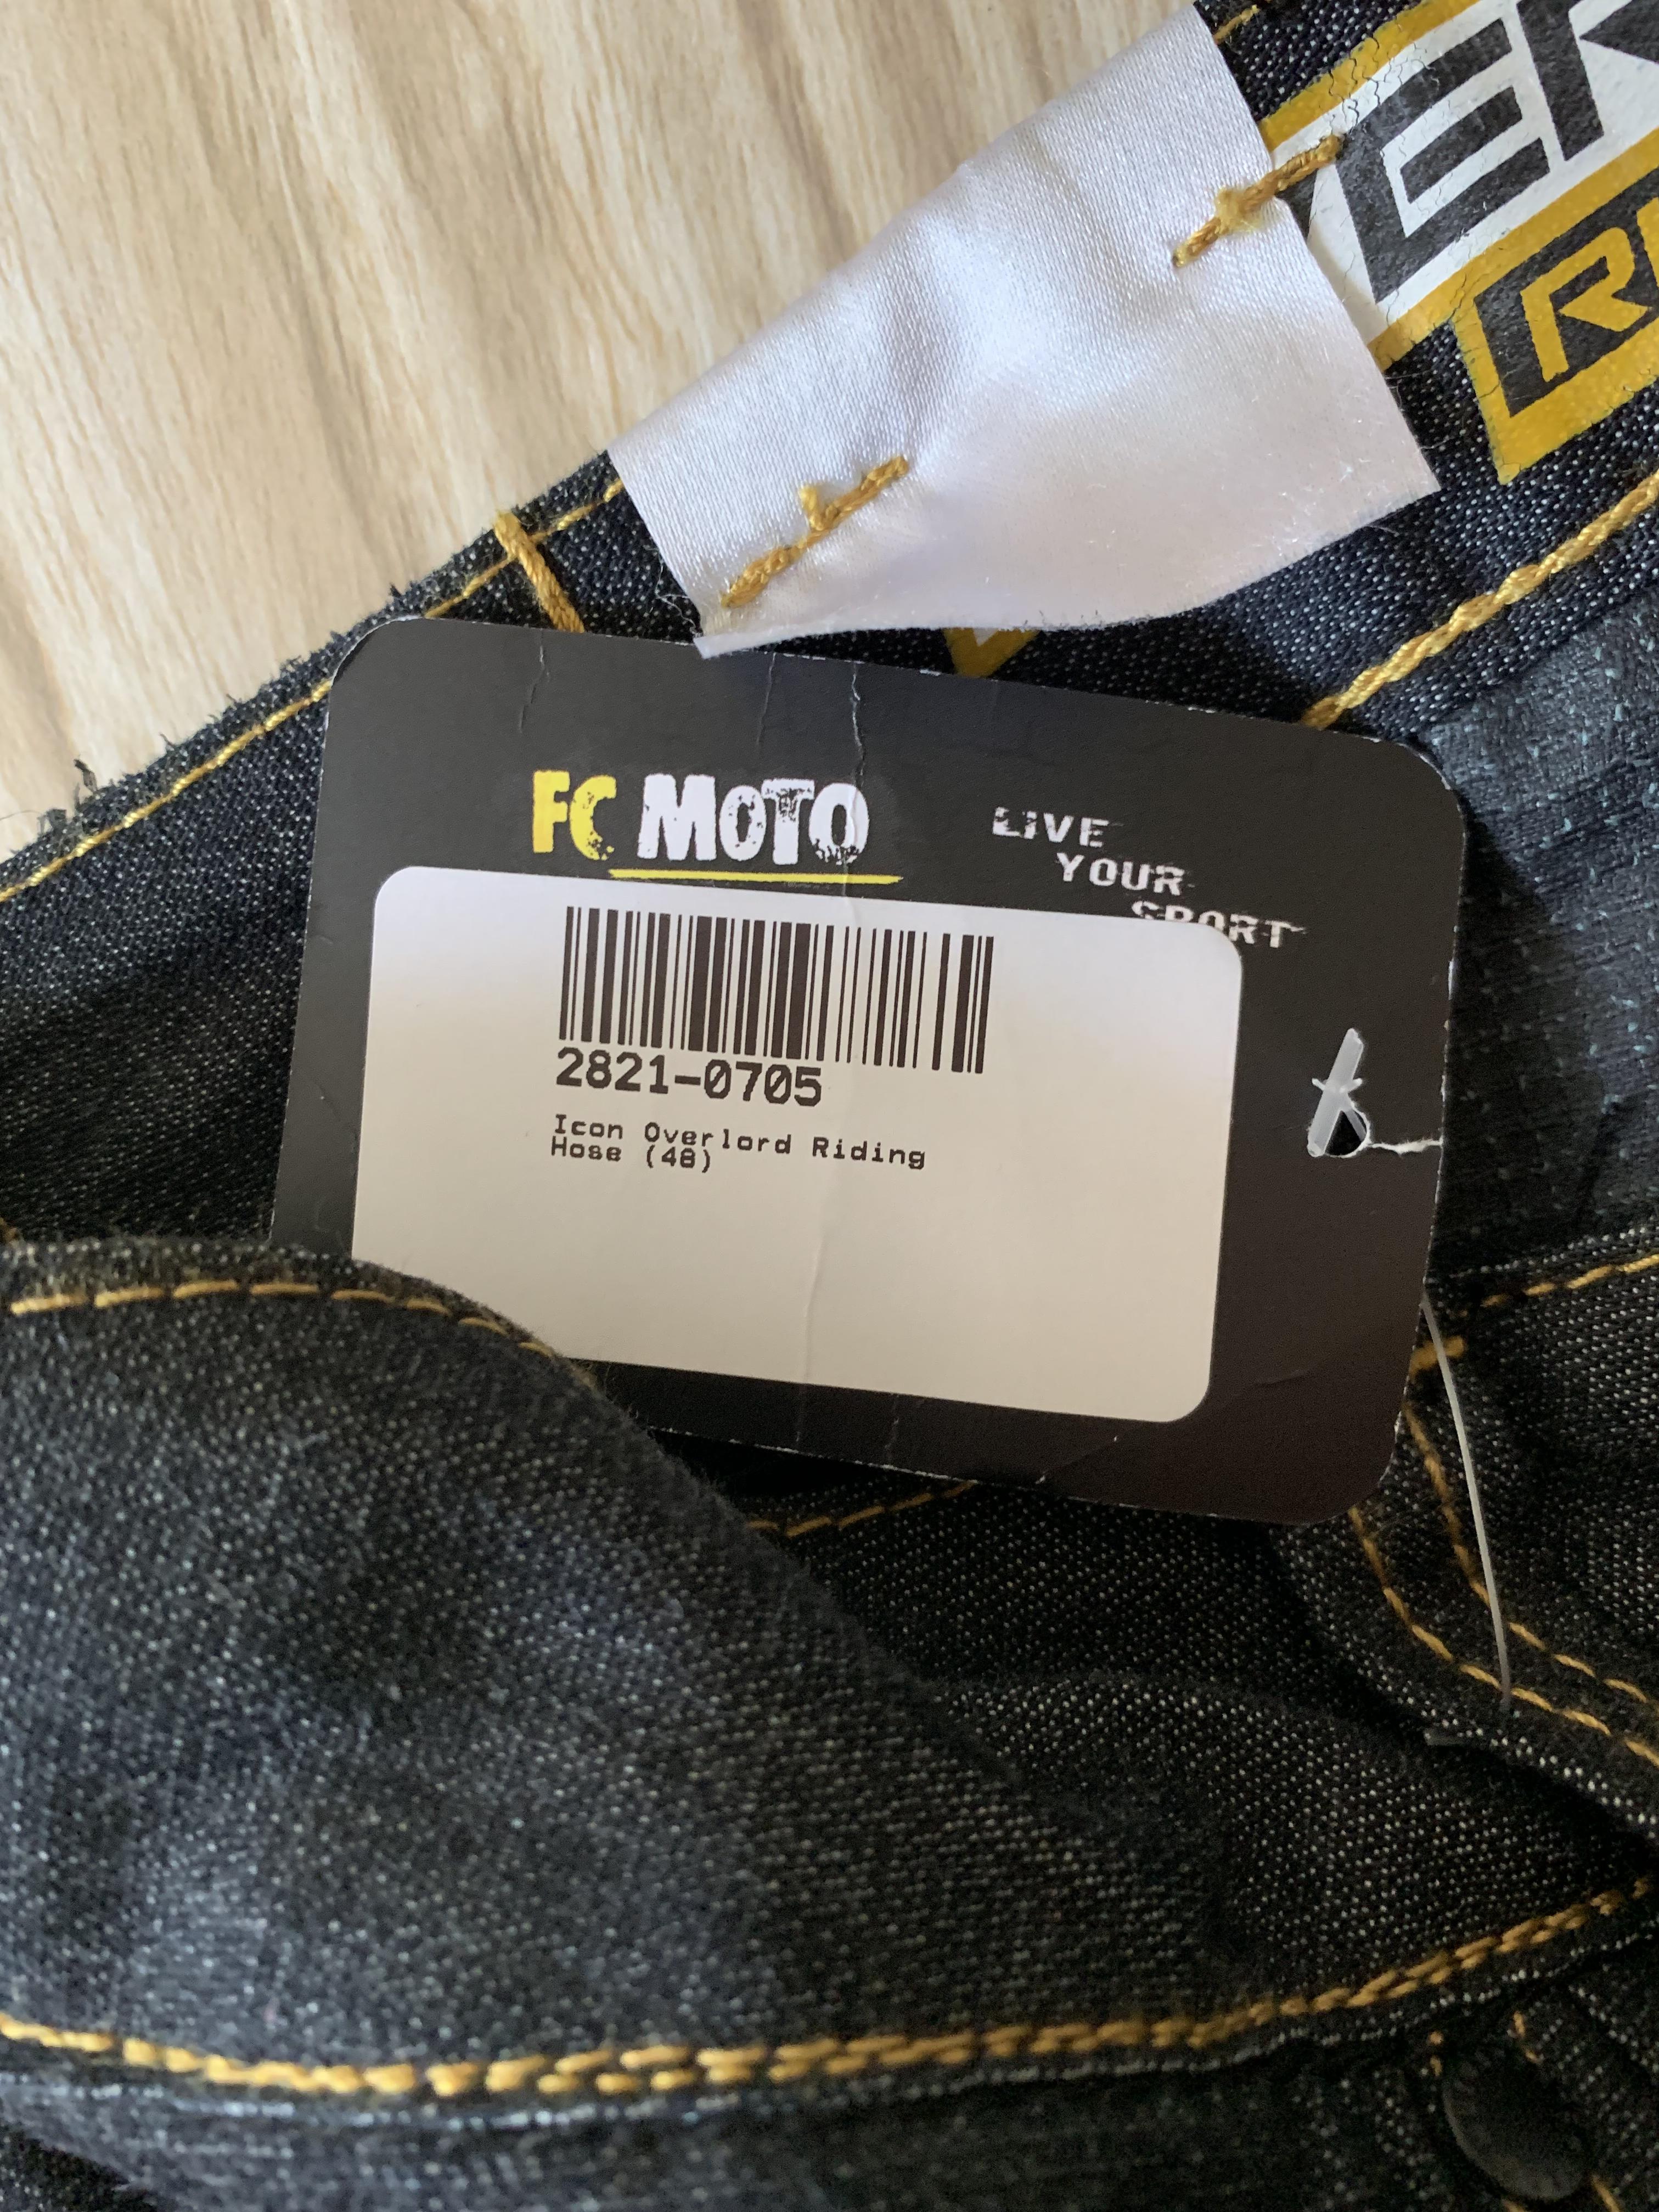 FC MOTO
LIVE
YOUR
SPORT
2821-0705
Icon Overlord Riding
Hose (48)